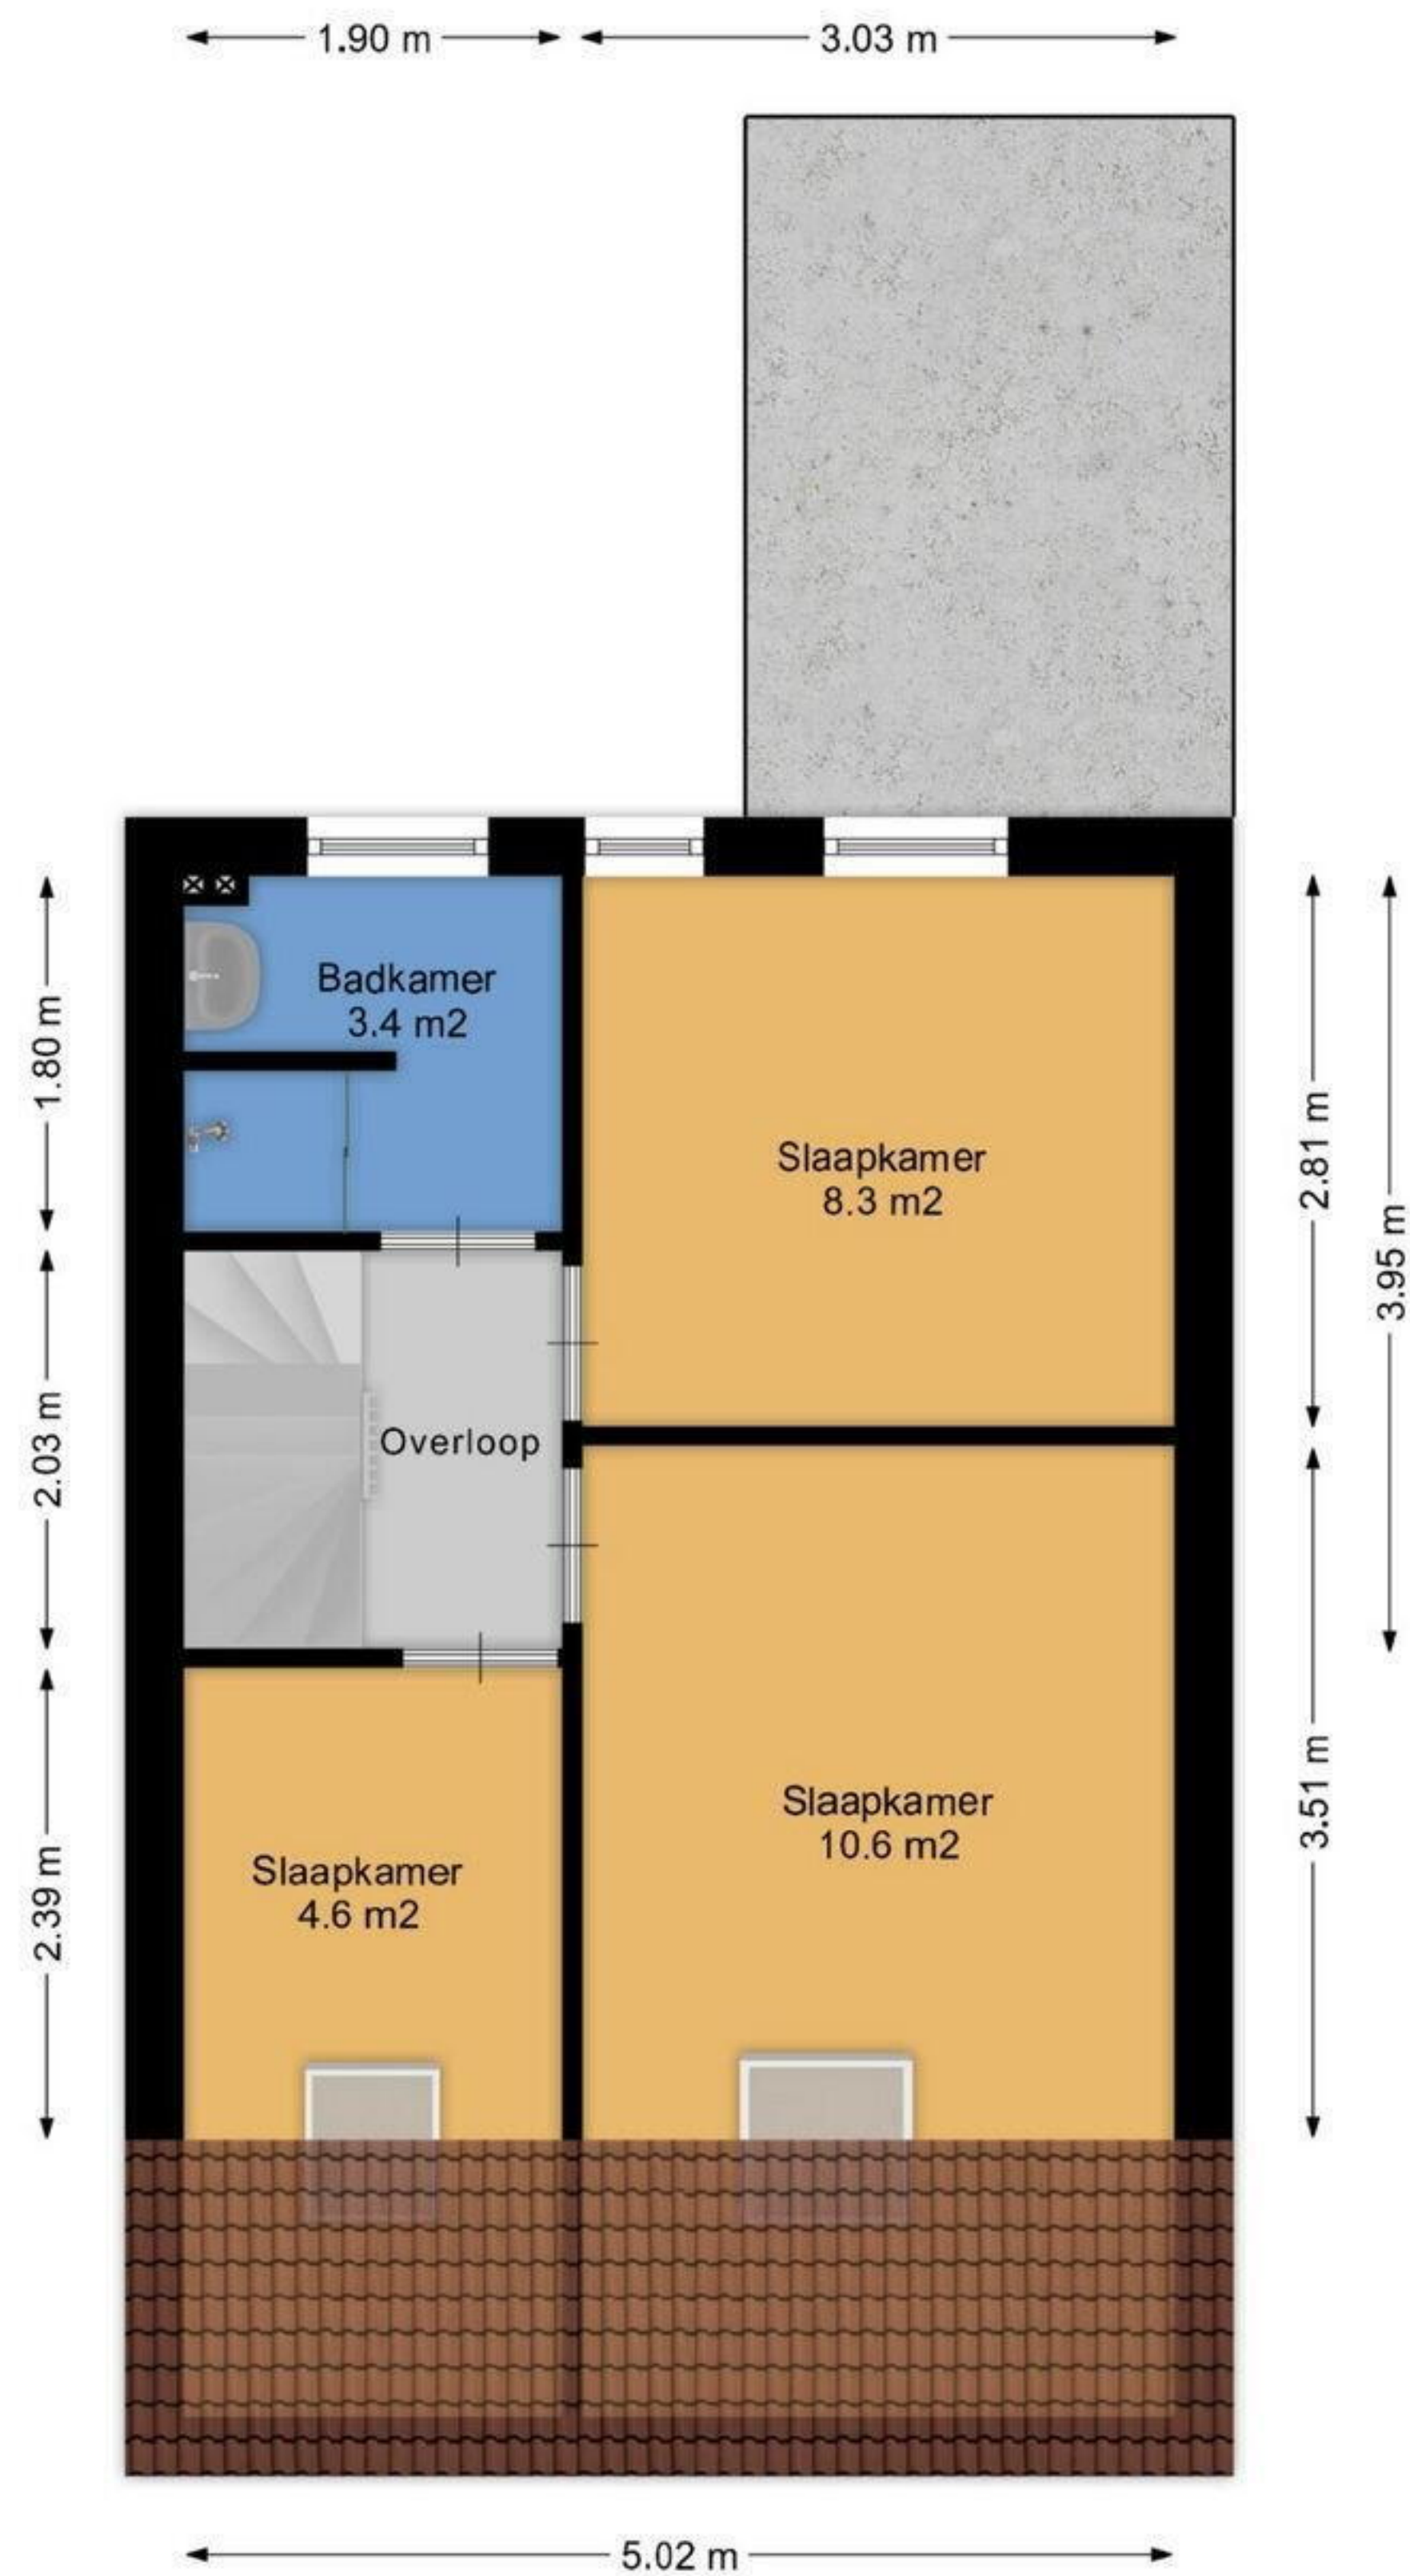 1.90 m
3.03 m
Badkamer
3.4 m2
1.80 m
Slaapkamer
8.3 m2
2.81 m
3.95 m
Overloop
2.03 m
Slaapkamer
10.6 m2
3.51 m
Slaapkamer
4.6 m2
2.39 m
5.02 m